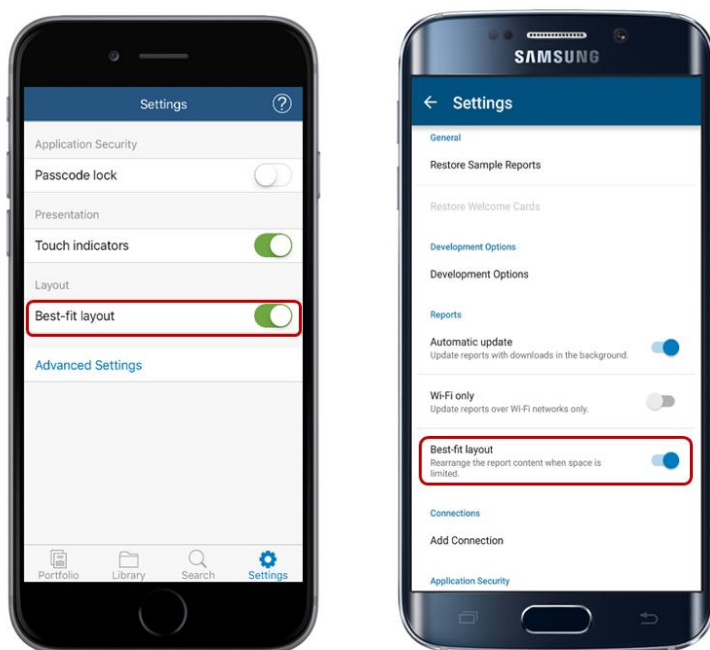 Settings
Application Security
Passcode lock
Presentation
Touch indicators
Layout
Best-fit layout
Advanced Settings
Portfolio
Library
Search
Settings
SAMSUNG
Settings
General
Restore Sample Reports
Restore Welcome Cards
Development Options
Development Options
Reports
Automatic update
Update reports with downloads in the background.
Wi-Fi only
Update reports over Wi-Fi networks only.
Best-fit layout
Rearrange the report content when space is
limited.
Connections
Add Connection
Application Security